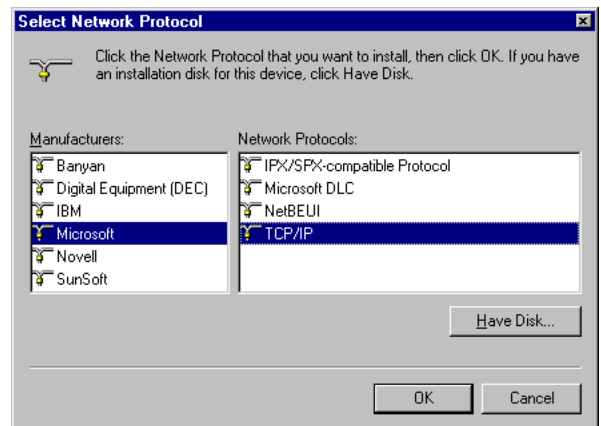 Select Network Protocol
Click the Network Protocol that you want to install, then click OK. If you have
an installation disk for this device, click Have Disk.
Manufacturers:
Banyan
Digital Equipment (DEC)
IBM
Microsoft
Novell
SunSoft
Network Protocols:
IPX/SPX-compatible Protocol
Microsoft DLC
NetBEUI
TCP/IP
Have Disk...
OK
Cancel